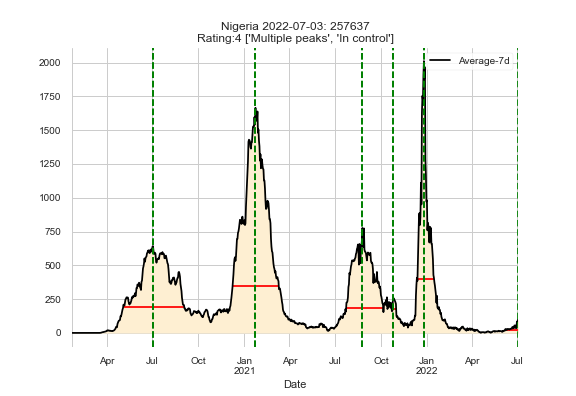 Nigeria 2022-07-03: 257637
Rating:4 ['Multiple peaks', 'In control']
Average-7d
2000
1750
1500
1250
1000
750
500
250
0
Apr Jul Oct Jan Apr Jul Oct Jan Apr Jul
2021 2022
Date